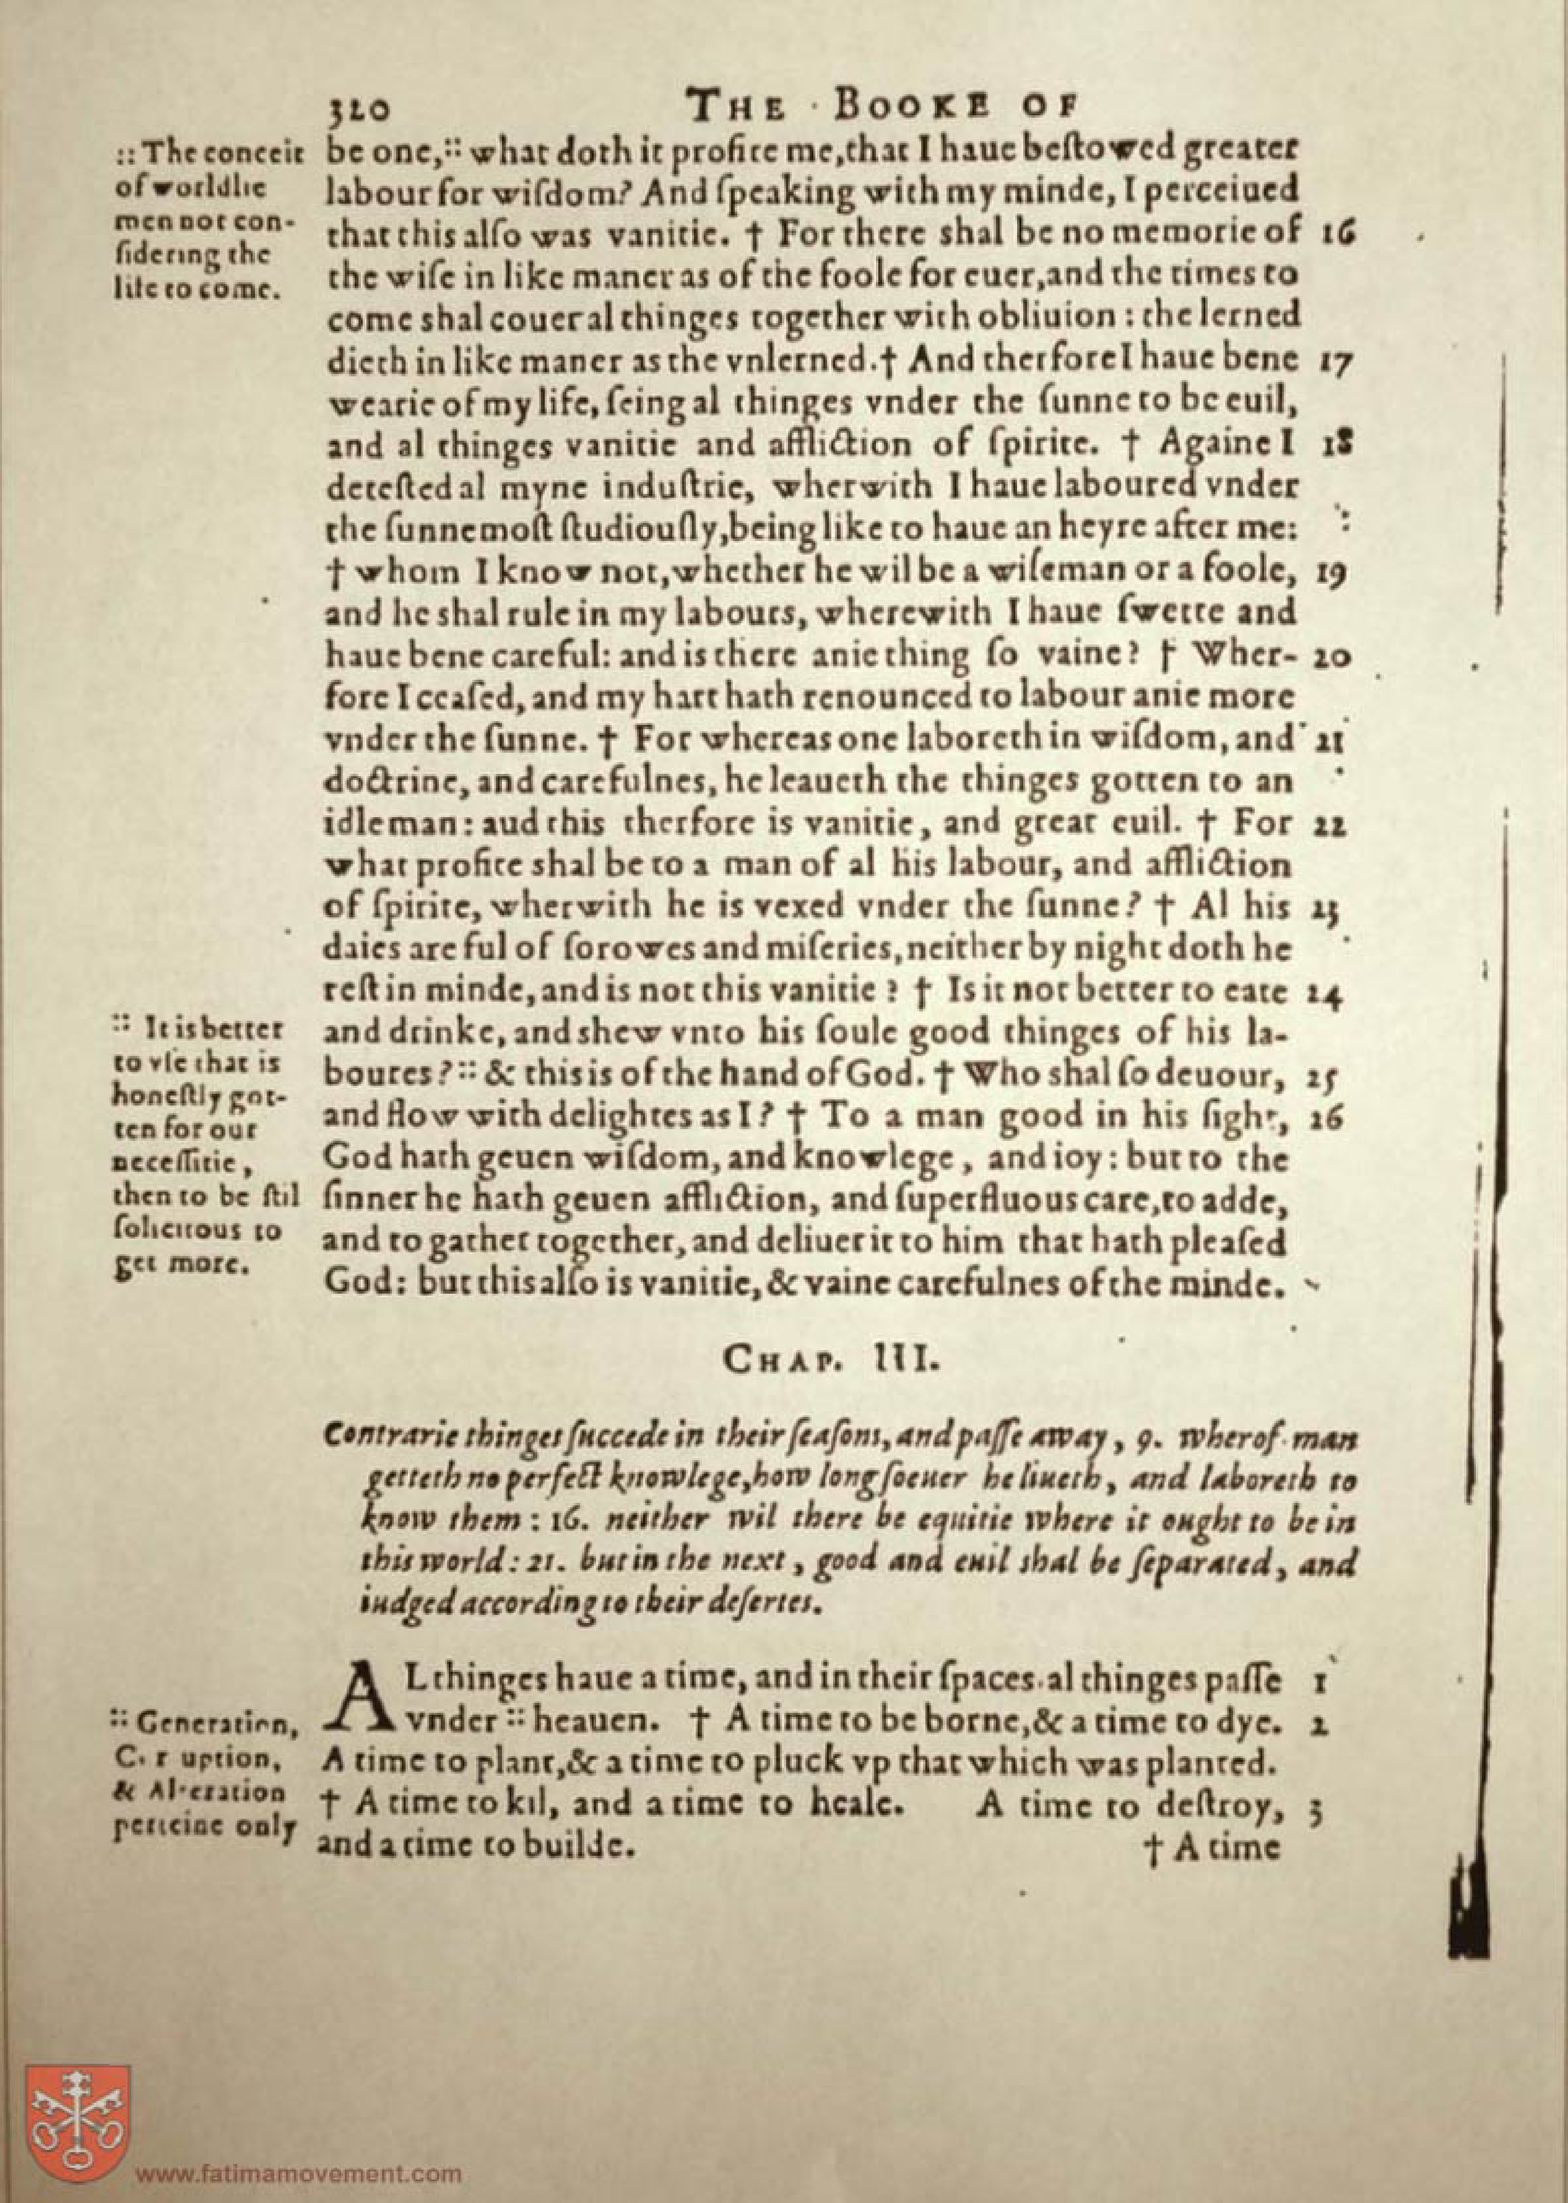 320 THE BOOKE OF
:: The conceit
of worldlie
men not con-
ſidering the
life to come.
be one, :: what doth it profite me, that I haue beſtowed greater
labour for wiſdom? And ſpeaking with my minde, I perceiued
that this alſo was vanitie. † For there shal be no memorie of 16
the wiſe in like maner as of the foole for euer, and the times to
come shal couer al thinges together with obliuion : the lerned
dieth in like maner as the vnlerned. † And therfore I haue bene 17
wearie of my life, ſeing al thinges vnder the ſunne to be euil,
and al thinges vanitie and affliction of ſpirite. † Againe I 18
deteſted al myne induſtrie, wherwith I haue laboured vnder
the ſunne moſt ſtudiouſly, being like to haue an heyre after me:
† whom I know not, whether he wil be a wiſeman or a foole, 19
and he shal rule in my labours, wherewith I haue ſwette and
haue bene careful: and is there anie thing ſo vaine? † Wher- 20
fore I ceaſed, and my hart hath renounced to labour anie more
vnder the ſunne. † For whereas one laboreth in wiſdom, and 21
doctrine, and carefulnes, he leaueth the thinges gotten to an
idle man: aud this therfore is vanitie, and great euil. † For 22
what profite shal be to a man of al his labour, and affliction
of ſpirite, wherwith he is vexed vnder the ſunne? † Al his 23
daies are ful of ſorowes and miſeries, neither by night doth he
reſt in minde, and is not this vanitie? † Is it not better to eate 24
:: It is better
to vſe that is
honeſtly got-
ten for our
neceſſitie,
then to be ſtil
ſolicitous to
get more.
and drinke, and shew vnto his ſoule good thinges of his la-
boures? :: & this is of the hand of God. † Who shal ſo deuour, 25
and flow with delightes as I? † To a man good in his ſight, 26
God hath geuen wiſdom, and knowlege, and ioy: but to the
ſinner he hath geuen affliction, and ſuperfluous care, to adde,
and to gather together, and deliuer it to him that hath pleaſed
God: but this alſo is vanitie, & vaine carefulnes of the minde.
CHAP. III.
Contrarie thinges ſuccede in their ſeaſons, and paſſe away, 9. wherof man
getteth no perfect knowlege, how long ſoeuer he liueth, and laboreth to
know them : 16. neither wil there be equitie where it ought to be in
this world: 21. but in the next, good and euil shal be ſeparated, and
iudged according to their deſertes.
AL thinges haue a time, and in their ſpaces al thinges paſſe 1
vnder :: heauen. † A time to be borne, & a time to dye. 2
A time to plant, & a time to pluck vp that which was planted.
† A time to kil, and a time to heale. A time to deſtroy, 3
and a time to builde. † A time
:: Generation,
Coruption,
& Alteration
perteine only
www.fatimamovement.com